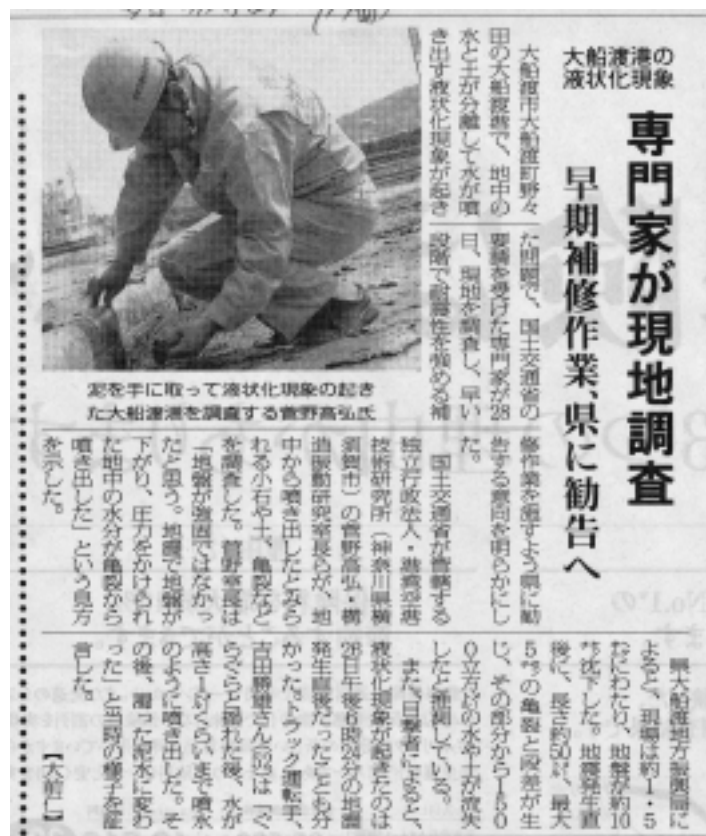 大船渡港の
液状化現象
専門家が現地調査
早期補修作業、県に勧告へ
大船渡市大船渡町野々
田の大船渡港で、地中の
水と土が分離して水が噴
き出す液状化現象が起き
た問題で、国土交通省の
要請を受けた専門家が28
日、現地を調査し、早い
段階で耐震性を強める補
修作業を施すよう県に勧
告する意向を明らかにし
た。
国土交通省が管轄する
独立行政法人・港湾空港
技術研究所(神奈川県横
須賀市)の菅野高弘・構
造振動研究室長らが、地
中から噴き出したとみら
れる小石や土、亀裂など
を調査した。菅野室長は
「地盤が強固ではなかっ
たと思う。地震で地盤が
下がり、圧力をかけられ
た地中の水分が亀裂から
噴き出した」という見方
を示した。
県大船渡地方振興局に
よると、現場は約1・5
㌶にわたり、地盤が約10
㌢沈下した。地震発生直
後に、長さ約50㍍、最大
5㌢の亀裂と段差が生
じ、その部分から150
0立方㍍の水や土が流失
したと推測している。
また、目撃者によると、
液状化現象が起きたのは
26日午後6時24分の地震
発生直後だったことも分
かった。トラック運転手、
吉田勝雄さん
は「ぐ
らぐらと揺れた後、水が
高さ1㍍ぐらいまで噴水
のように噴き出した。そ
の後、濁った泥水に変わ
った」と当時の様子を証
言した。
【大前仁】
泥を手に取って液状化現象の起き
た大船渡港を調査する菅野高弘氏